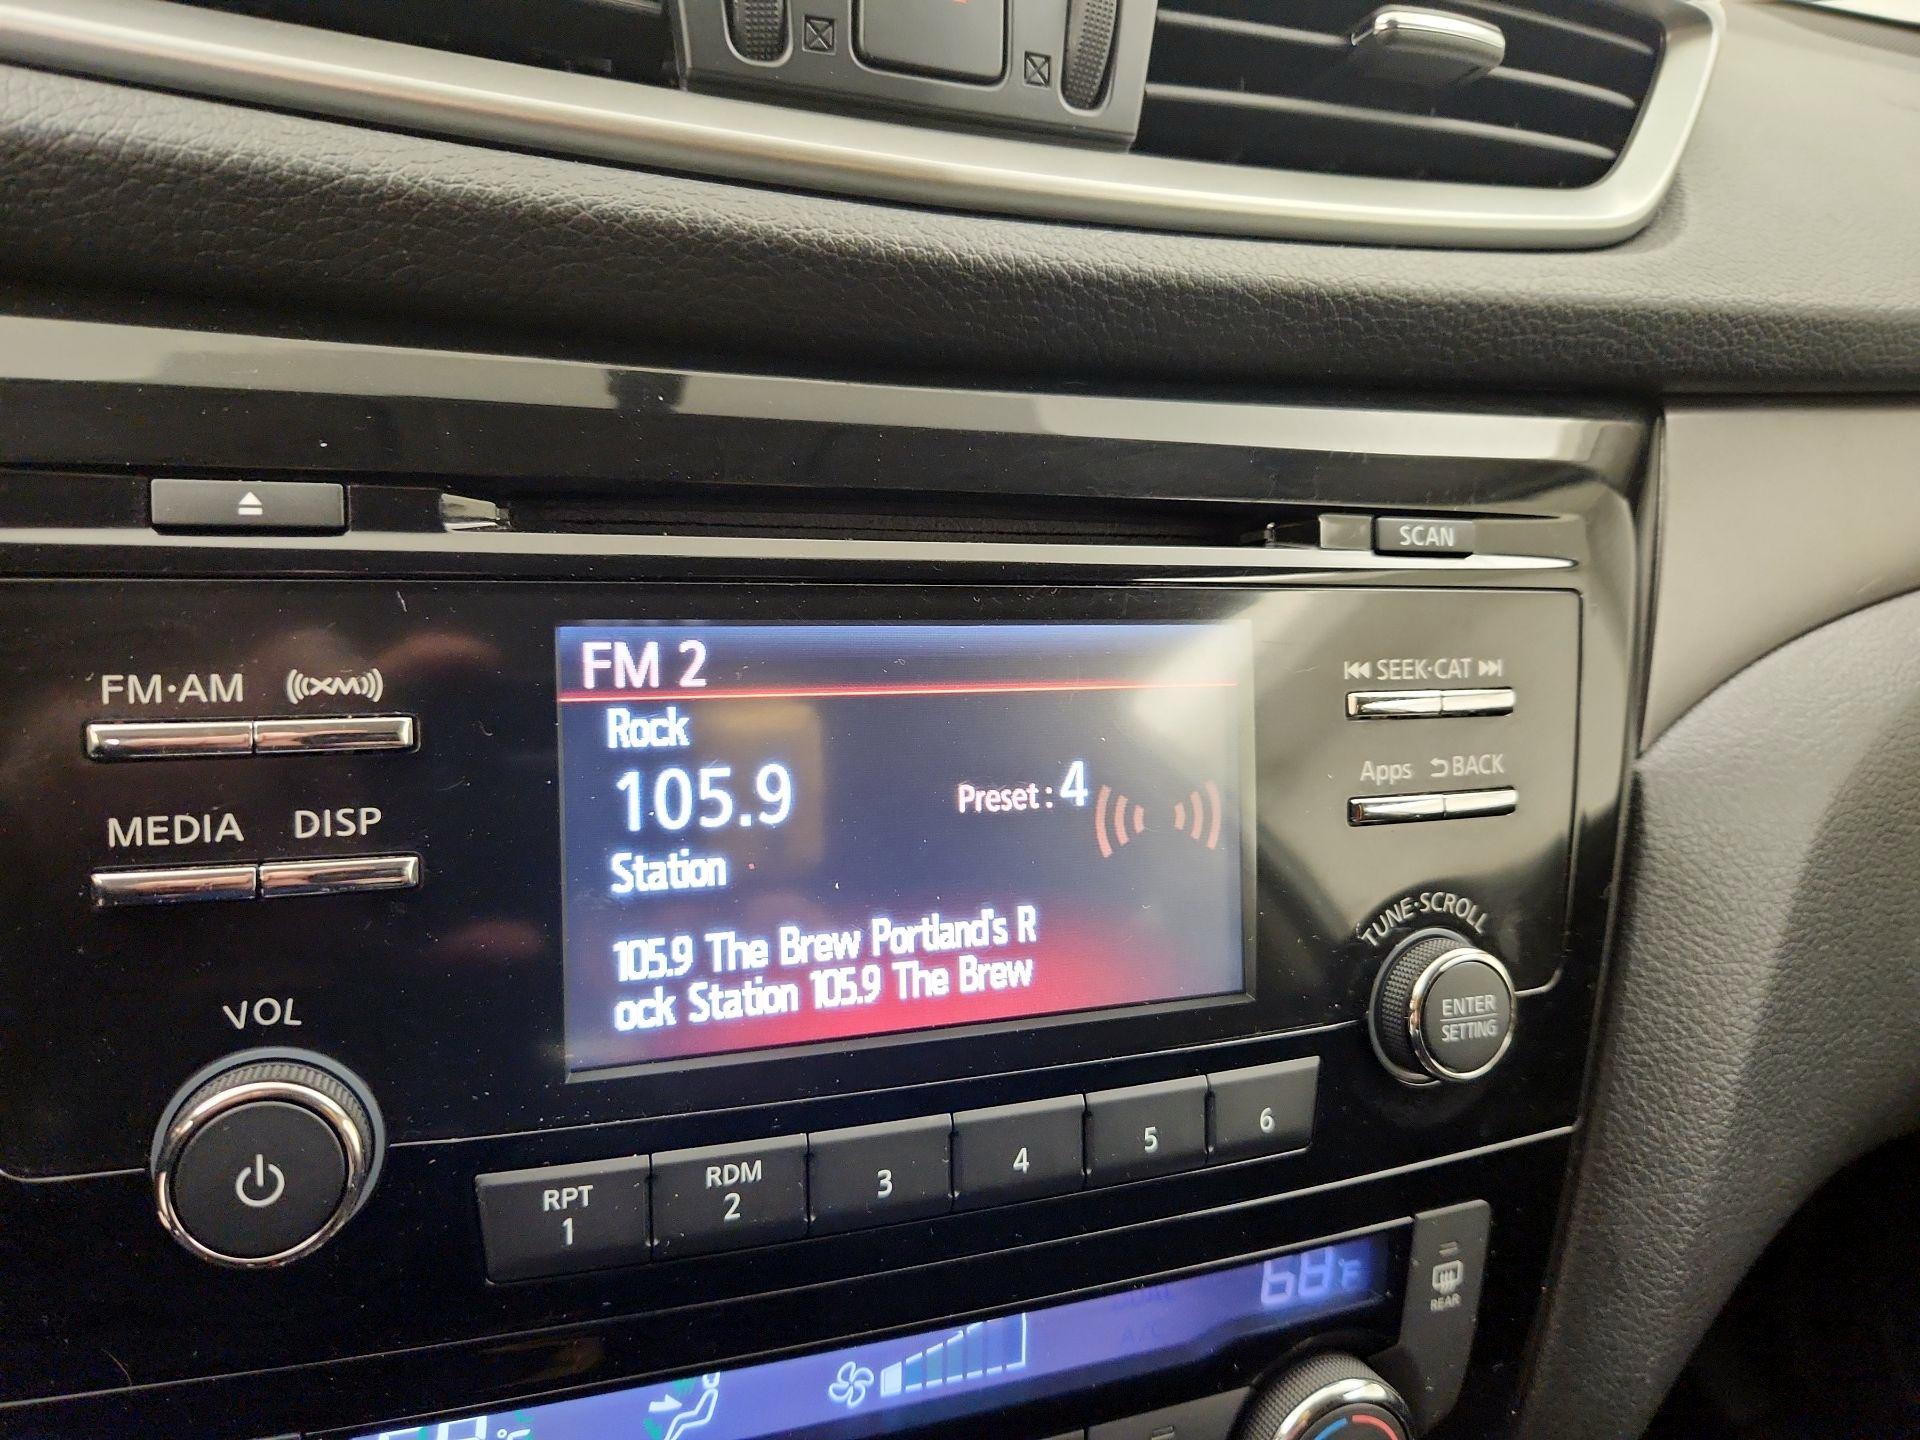 SCAN
FM·AM
XM
FM 2
Rock
105.9
Preset: 4
Station
105.9 The Brew Portland's R
ock Station 105.9 The Brew
SEEK·CAT
Apps BACK
MEDIA DISP
TUNE·SCROLL
ENTER
SETTING
VOL
RPT
1
RDM
2
3
4
5
6
68°F
REAR